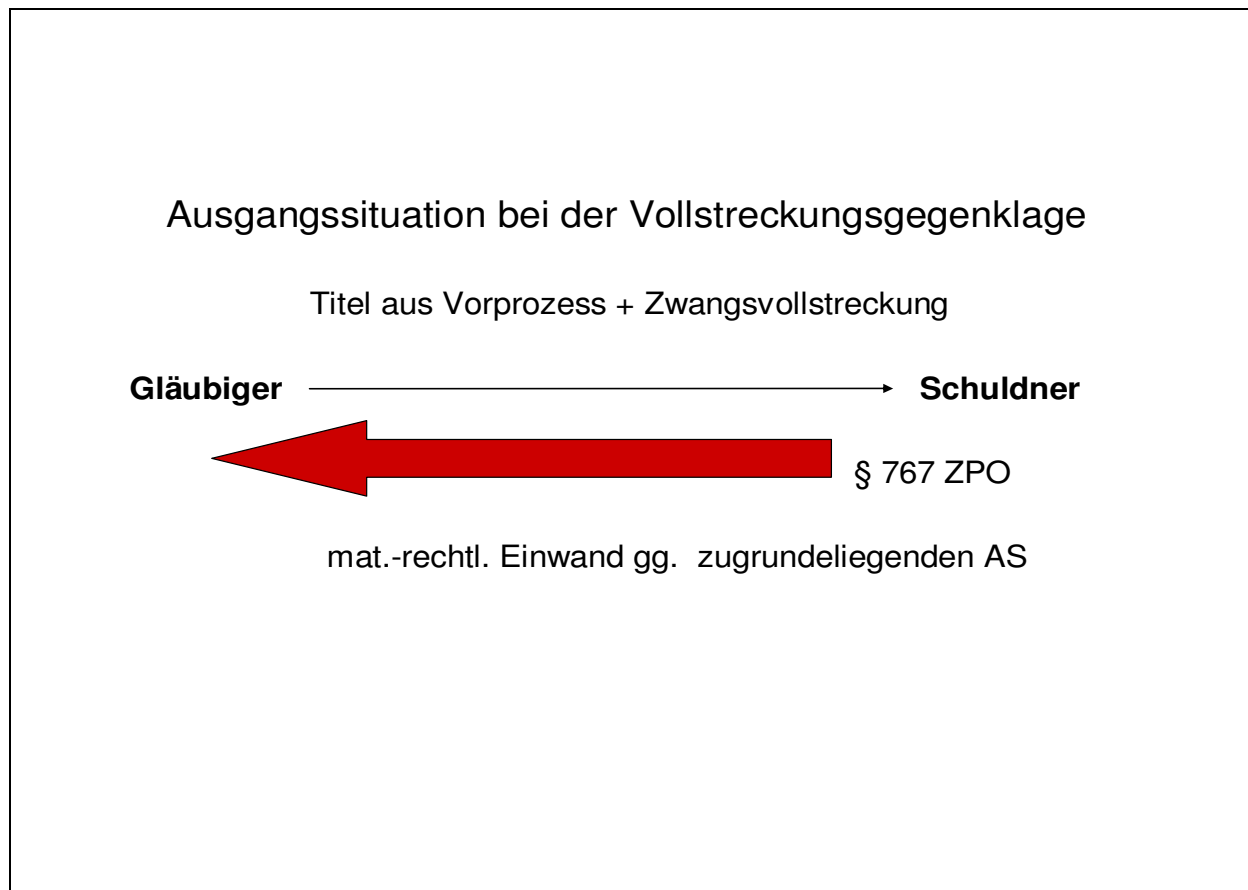 Ausgangssituation bei der Vollstreckungsgegenklage
Titel aus Vorprozess + Zwangsvollstreckung
Gläubiger Schuldner
§ 767 ZPO
mat.-rechtl. Einwand gg. zugrundeliegenden AS